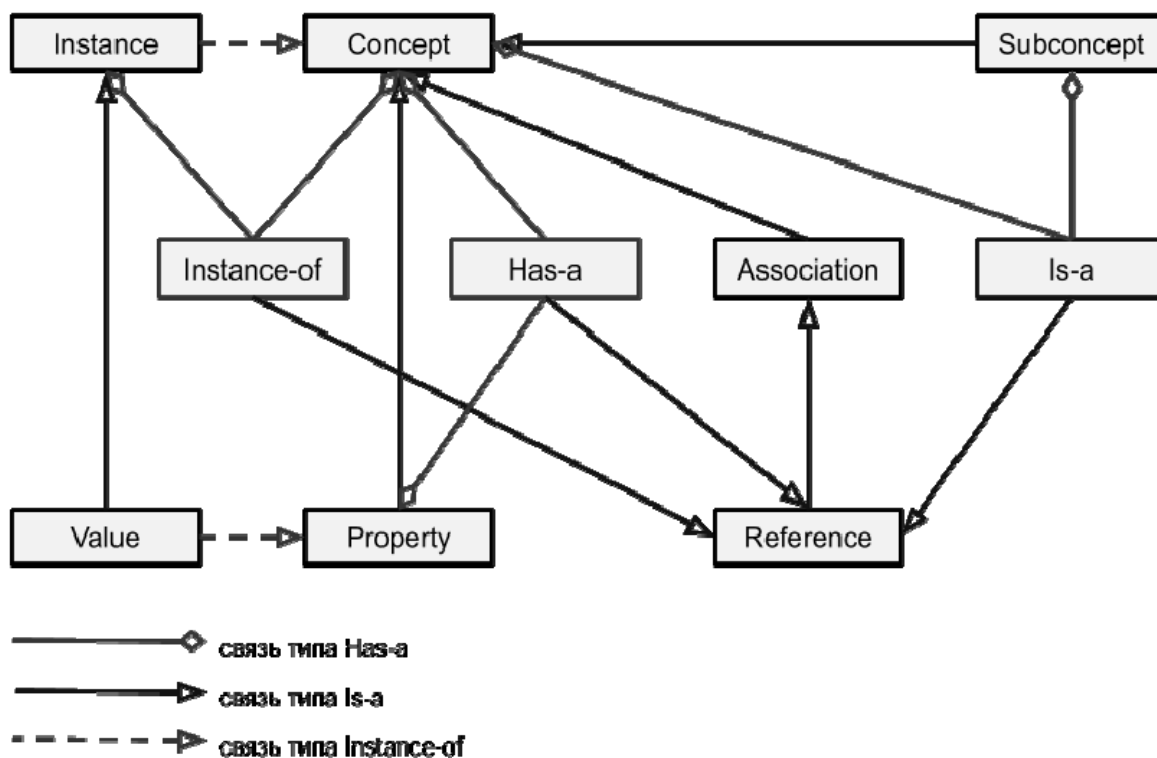 Instance
Concept
Subconcept
Instance-of
Has-a
Association
Is-a
Value
Property
Reference
связь типа Has-a
связь типа Is-a
связь типа Instance-of